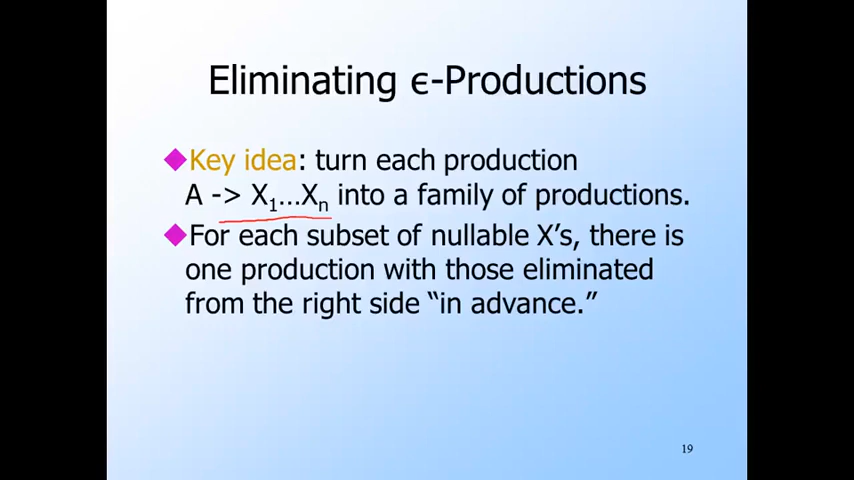 Eliminating ϵ-Productions
Key idea: turn each production
A -> X₁…Xₙ into a family of productions.
For each subset of nullable X’s, there is
one production with those eliminated
from the right side “in advance.”
19